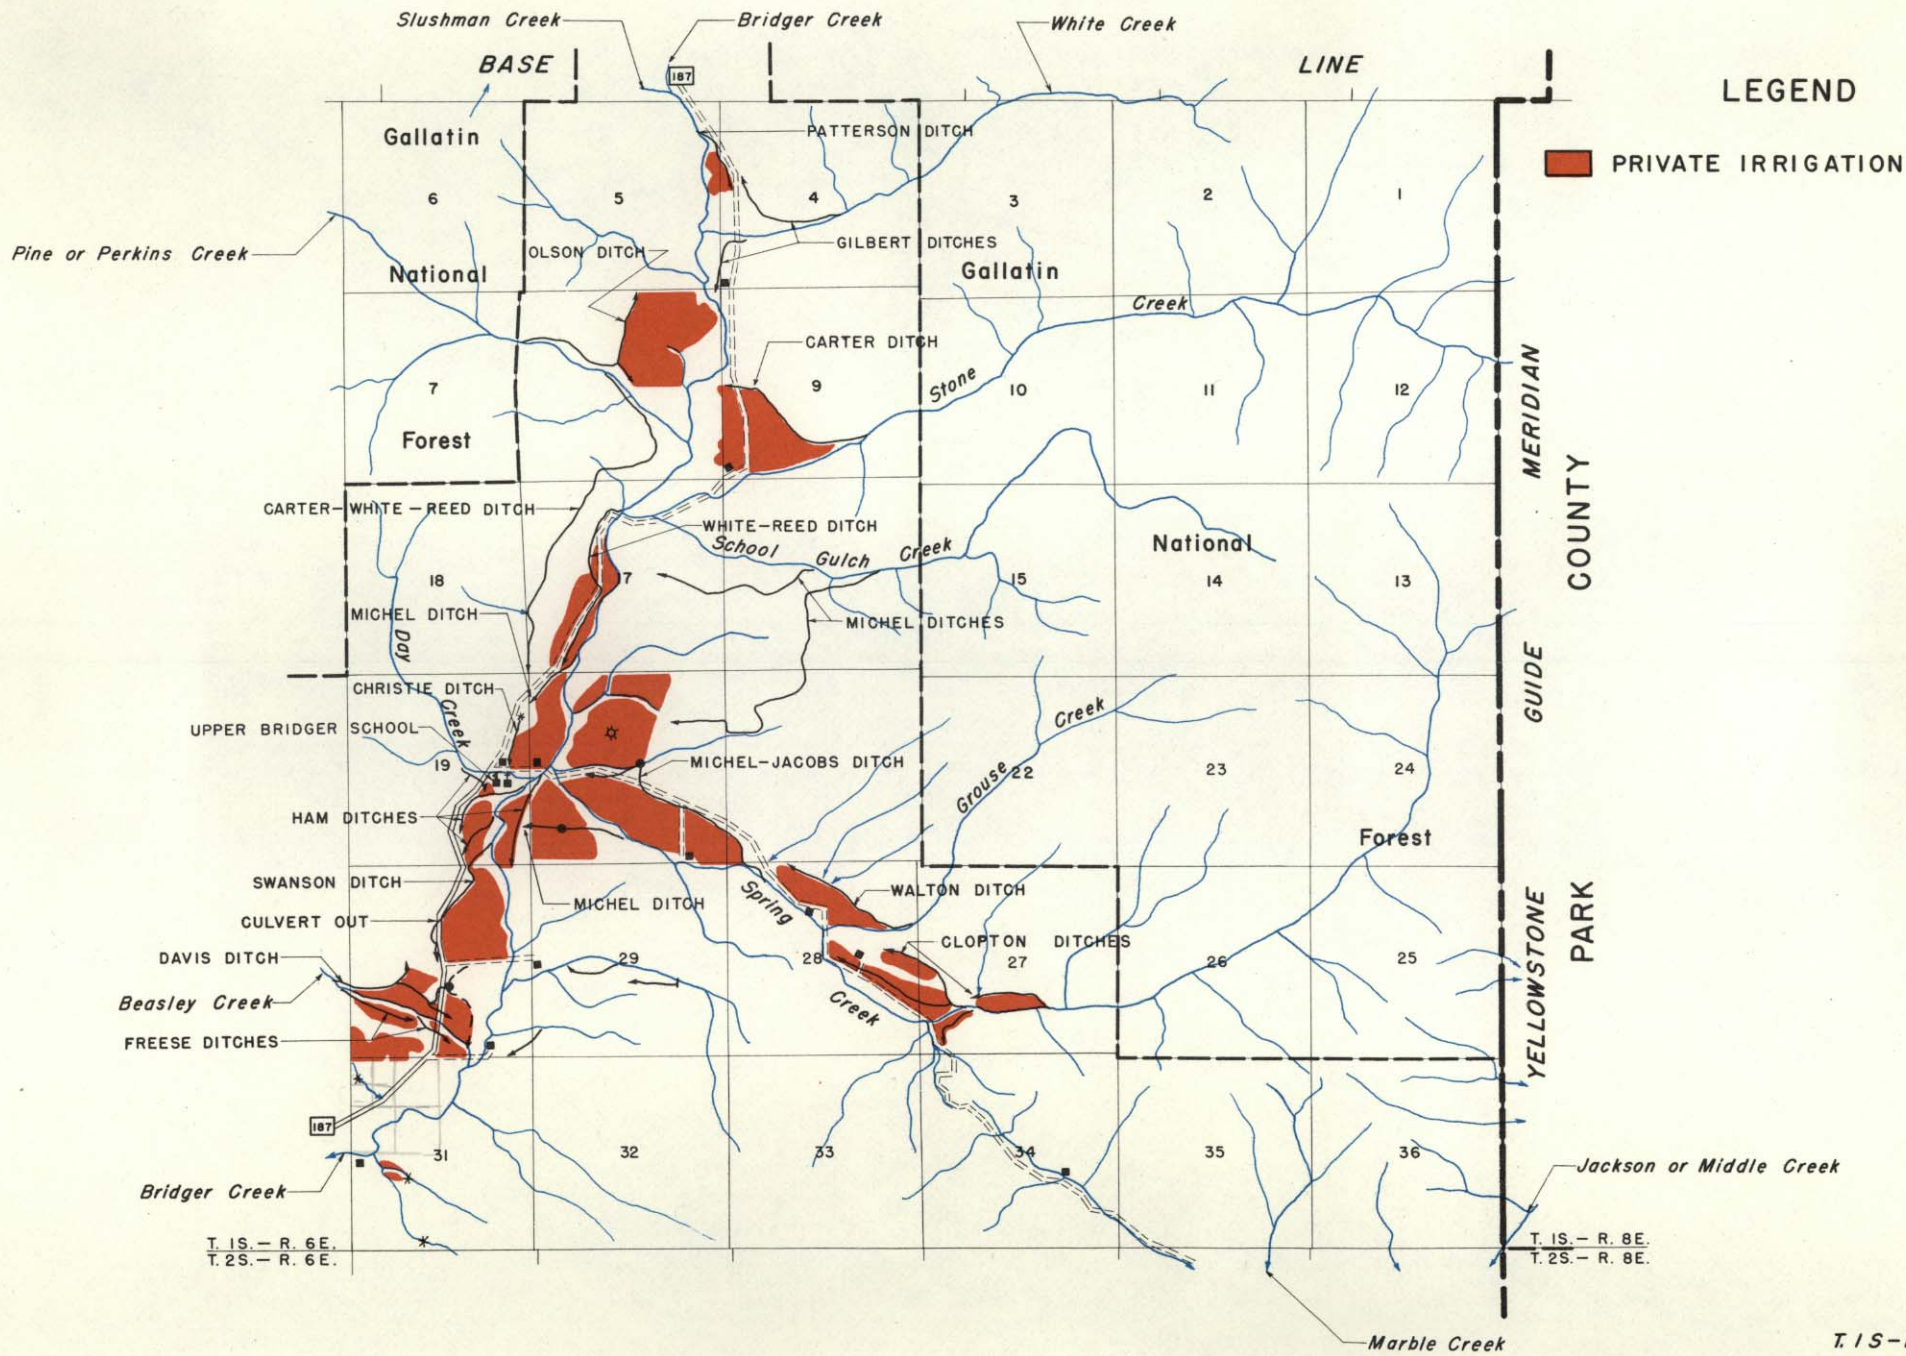 Slushman Creek
Bridger Creek
White Creek
BASE
LINE
187
LEGEND
PRIVATE IRRIGATION
Gallatin
PATTERSON DITCH
6
5
4
3
2
1
Pine or Perkins Creek
OLSON DITCH
GILBERT DITCHES
National
Gallatin
Creek
CARTER DITCH
7
9
Stone
10
11
12
MERIDIAN
Forest
COUNTY
CARTER-WHITE-REED DITCH
WHITE-REED DITCH
School Gulch Creek
National
18
17
15
14
13
MICHEL DITCH
MICHEL DITCHES
Day Creek
CHRISTIE DITCH
GUIDE
UPPER BRIDGER SCHOOL
19
MICHEL-JACOBS DITCH
Grouse Creek
22
23
24
HAM DITCHES
Forest
SWANSON DITCH
MICHEL DITCH
Spring Creek
WALTON DITCH
CULVERT OUT
CLOPTON DITCHES
YELLOWSTONE
PARK
DAVIS DITCH
29
28
27
26
25
Beasley Creek
FREESE DITCHES
187
31
32
33
34
35
36
Jackson or Middle Creek
Bridger Creek
T. 1S.- R. 6E.
T. 2S.- R. 6E.
T. 1S.- R. 8E.
T. 2S.- R. 8E.
Marble Creek
T. 1 S-